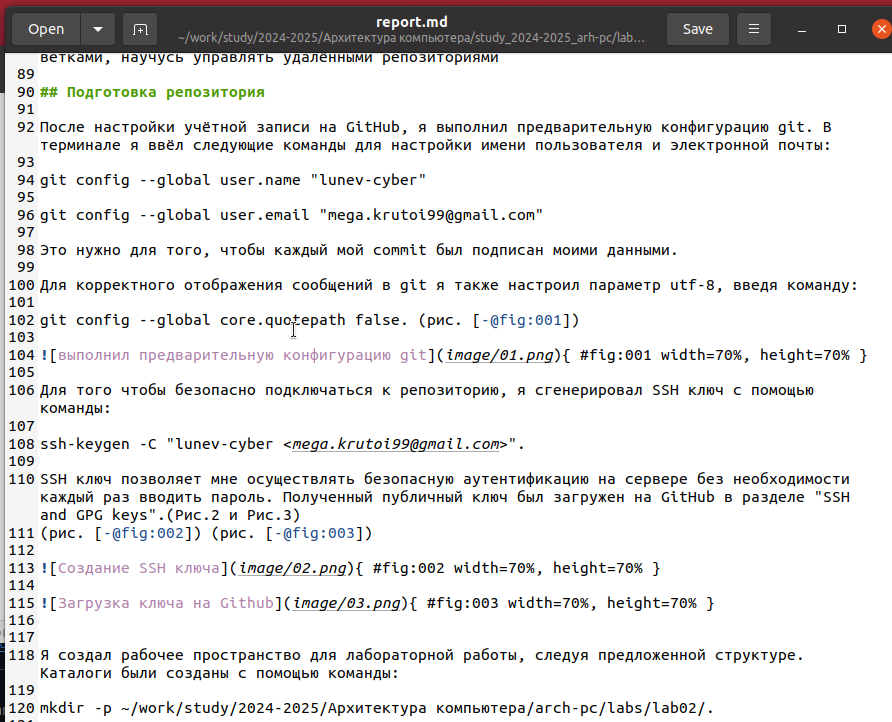 Open
report.md
~/work/study/2024-2025/Архитектура компьютера/study_2024-2025_arh-pc/lab...
Save
ветками, научусь управлять удалёнными репозиториями
89
90 ## Подготовка репозитория
91
92 После настройки учётной записи на GitHub, я выполнил предварительную конфигурацию git. В
терминале я ввёл следующие команды для настройки имени пользователя и электронной почты:
93
94 git config --global user.name "lunev-cyber"
95
96 git config --global user.email "mega.krutoi99@gmail.com"
97
98 Это нужно для того, чтобы каждый мой commit был подписан моими данными.
99
100 Для корректного отображения сообщений в git я также настроил параметр utf-8, введя команду:
101
102 git config --global core.quotepath false. (рис. [-@fig:001])
103
104 ![выполнил предварительную конфигурацию git](image/01.png){ #fig:001 width=70%, height=70% }
105
106 Для того чтобы безопасно подключаться к репозиторию, я сгенерировал SSH ключ с помощью
команды:
107
108 ssh-keygen -C "lunev-cyber <mega.krutoi99@gmail.com>".
109
110 SSH ключ позволяет мне осуществлять безопасную аутентификацию на сервере без необходимости
каждый раз вводить пароль. Полученный публичный ключ был загружен на GitHub в разделе "SSH
and GPG keys".(Рис.2 и Рис.3)
111 (рис. [-@fig:002]) (рис. [-@fig:003])
112
113 ![Создание SSH ключа](image/02.png){ #fig:002 width=70%, height=70% }
114
115 ![Загрузка ключа на Github](image/03.png){ #fig:003 width=70%, height=70% }
116
117
118 Я создал рабочее пространство для лабораторной работы, следуя предложенной структуре.
Каталоги были созданы с помощью команды:
119
120 mkdir -p ~/work/study/2024-2025/Архитектура компьютера/arch-pc/labs/lab02/.